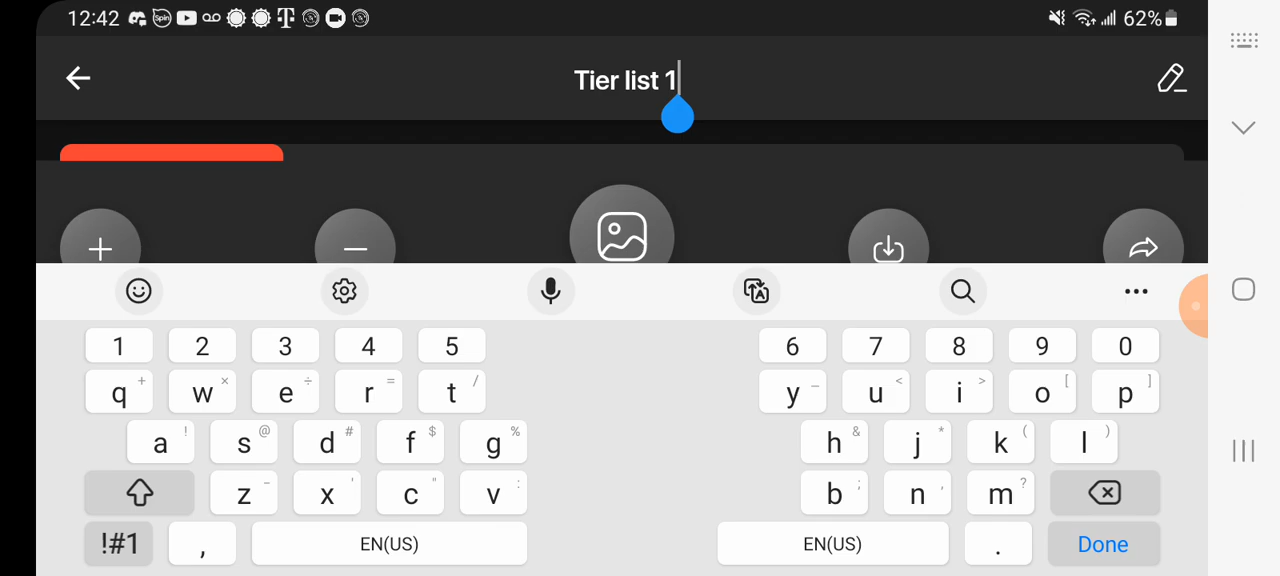 12:42 Spin 62%
Tier list 1
1 2 3 4 5 6 7 8 9 0
q + w × e ÷ r = t / y _ u < i > o [ p ]
a ! s @ d # f $ g % h & j * k ( l )
z - x ' c " v : b ; n , m ?
!#1 , EN(US) EN(US) . Done